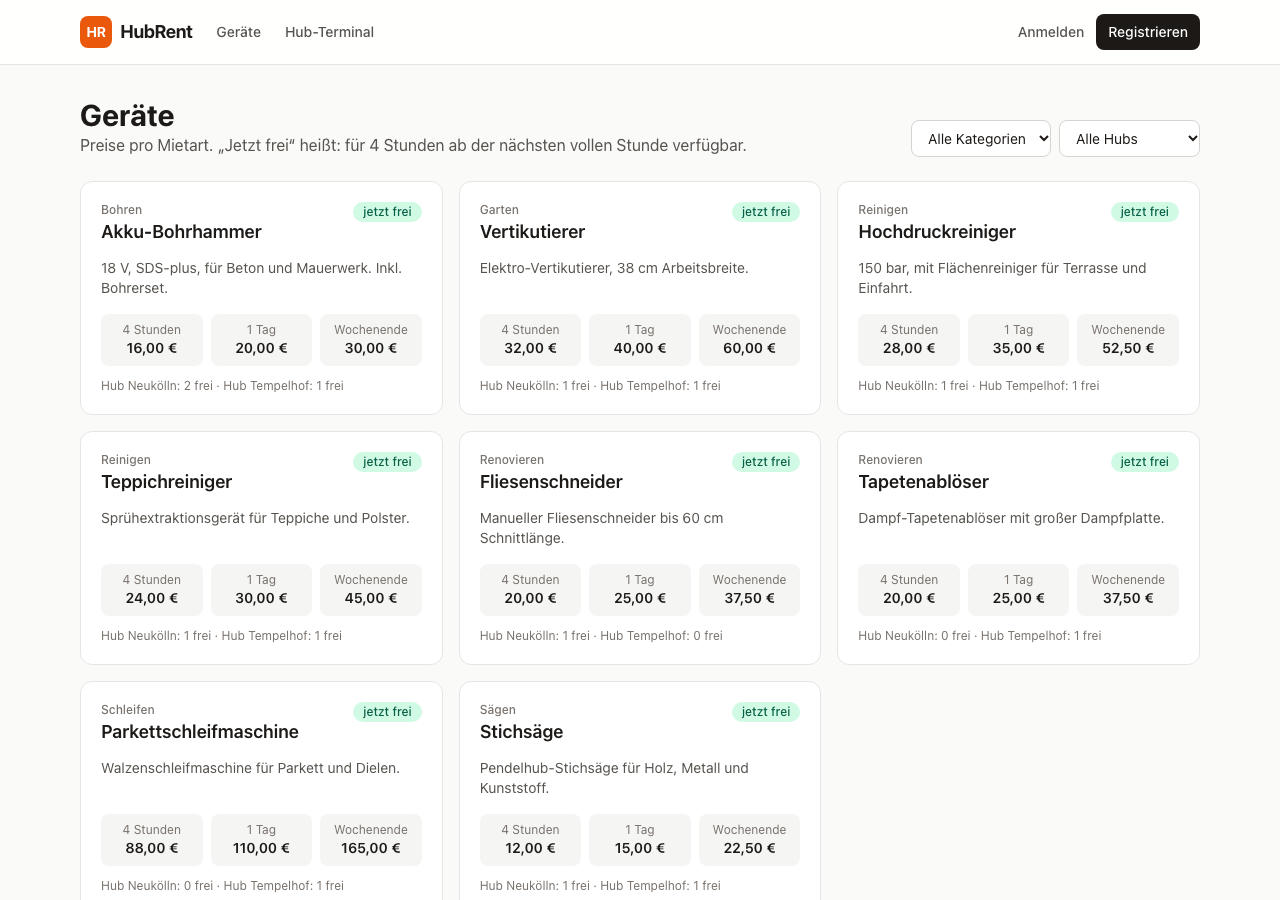 HR HubRent Geräte Hub-Terminal Anmelden Registrieren
Geräte
Preise pro Mietart. „Jetzt frei“ heißt: für 4 Stunden ab der nächsten vollen Stunde verfügbar.
Alle Kategorien Alle Hubs
Bohren
jetzt frei
Akku-Bohrhammer
18 V, SDS-plus, für Beton und Mauerwerk. Inkl.
Bohrerset.
4 Stunden 1 Tag Wochenende
16,00 € 20,00 € 30,00 €
Hub Neukölln: 2 frei · Hub Tempelhof: 1 frei
Garten
jetzt frei
Vertikutierer
Elektro-Vertikutierer, 38 cm Arbeitsbreite.
4 Stunden 1 Tag Wochenende
32,00 € 40,00 € 60,00 €
Hub Neukölln: 1 frei · Hub Tempelhof: 1 frei
Reinigen
jetzt frei
Hochdruckreiniger
150 bar, mit Flächenreiniger für Terrasse und
Einfahrt.
4 Stunden 1 Tag Wochenende
28,00 € 35,00 € 52,50 €
Hub Neukölln: 1 frei · Hub Tempelhof: 1 frei
Reinigen
jetzt frei
Teppichreiniger
Sprühextraktionsgerät für Teppiche und Polster.
4 Stunden 1 Tag Wochenende
24,00 € 30,00 € 45,00 €
Hub Neukölln: 1 frei · Hub Tempelhof: 1 frei
Renovieren
jetzt frei
Fliesenschneider
Manueller Fliesenschneider bis 60 cm
Schnittlänge.
4 Stunden 1 Tag Wochenende
20,00 € 25,00 € 37,50 €
Hub Neukölln: 1 frei · Hub Tempelhof: 0 frei
Renovieren
jetzt frei
Tapetenablöser
Dampf-Tapetenablöser mit großer Dampfplatte.
4 Stunden 1 Tag Wochenende
20,00 € 25,00 € 37,50 €
Hub Neukölln: 0 frei · Hub Tempelhof: 1 frei
Schleifen
jetzt frei
Parkettschleifmaschine
Walzenschleifmaschine für Parkett und Dielen.
4 Stunden 1 Tag Wochenende
88,00 € 110,00 € 165,00 €
Hub Neukölln: 0 frei · Hub Tempelhof: 1 frei
Sägen
jetzt frei
Stichsäge
Pendelhub-Stichsäge für Holz, Metall und
Kunststoff.
4 Stunden 1 Tag Wochenende
12,00 € 15,00 € 22,50 €
Hub Neukölln: 1 frei · Hub Tempelhof: 1 frei